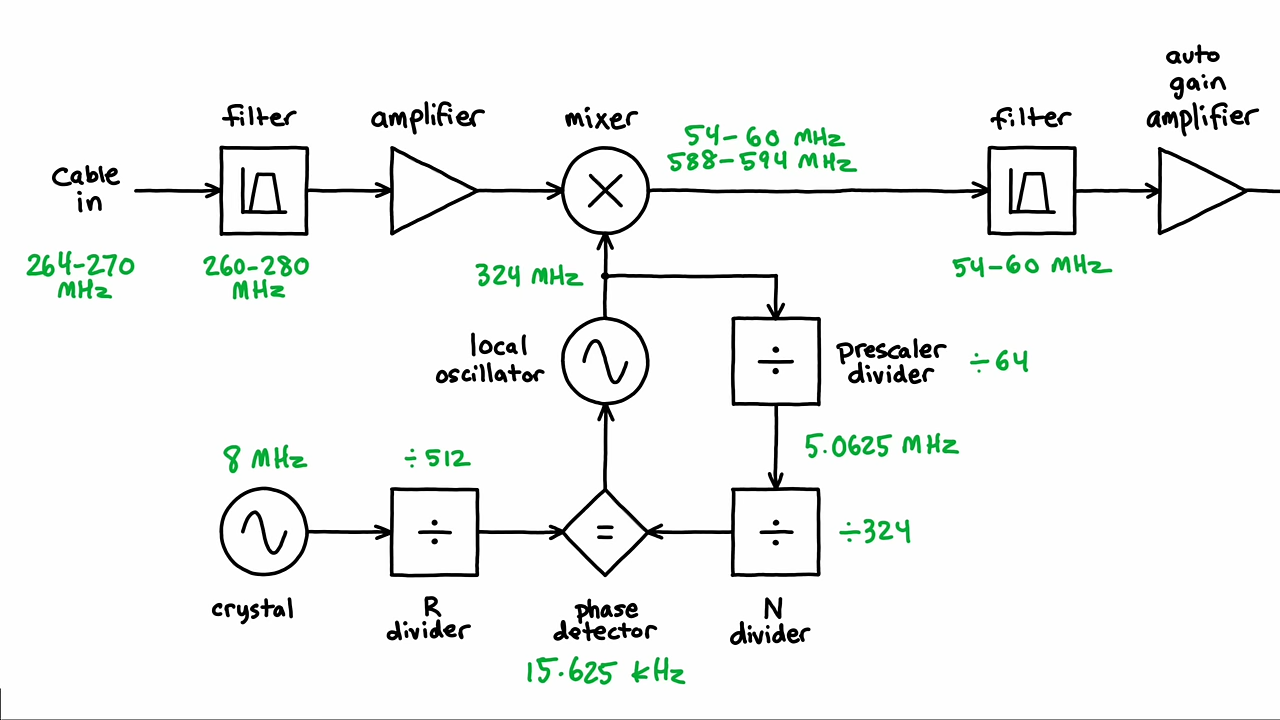 auto
gain
amplifier
filter
amplifier
mixer
filter
54-60 MHz
588-594 MHz
Cable
in
264-270
MHz
260-280
MHz
324 MHz
54-60 MHz
local
oscillator
prescaler
divider
÷64
5.0625 MHz
8 MHz
÷512
=
÷324
crystal
R
divider
phase
detector
N
divider
15.625 kHz